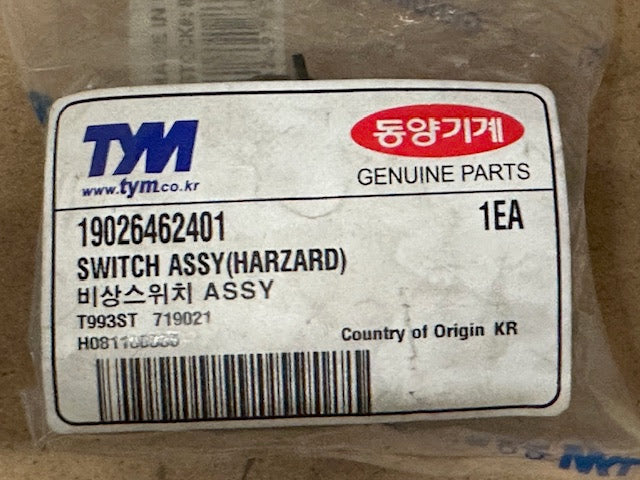 TYM
www.tym.co.kr
동양기계
GENUINE PARTS
19026462401
1EA
SWITCH ASSY(HARZARD)
비상스위치 ASSY
T993ST 719021
Country of Origin KR